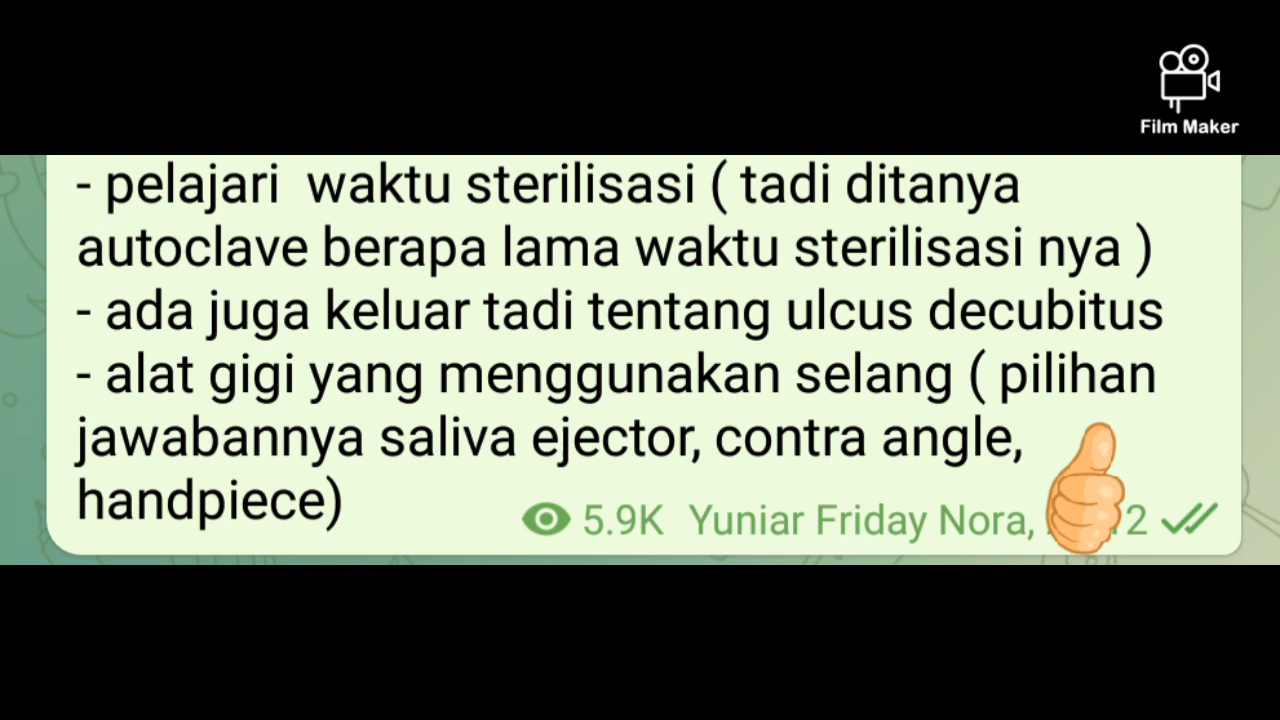 Film Maker
- pelajari waktu sterilisasi ( tadi ditanya
autoclave berapa lama waktu sterilisasi nya )
- ada juga keluar tadi tentang ulcus decubitus
- alat gigi yang menggunakan selang ( pilihan
jawabannya saliva ejector, contra angle,
handpiece)
5.9K Yuniar Friday Nora, 2